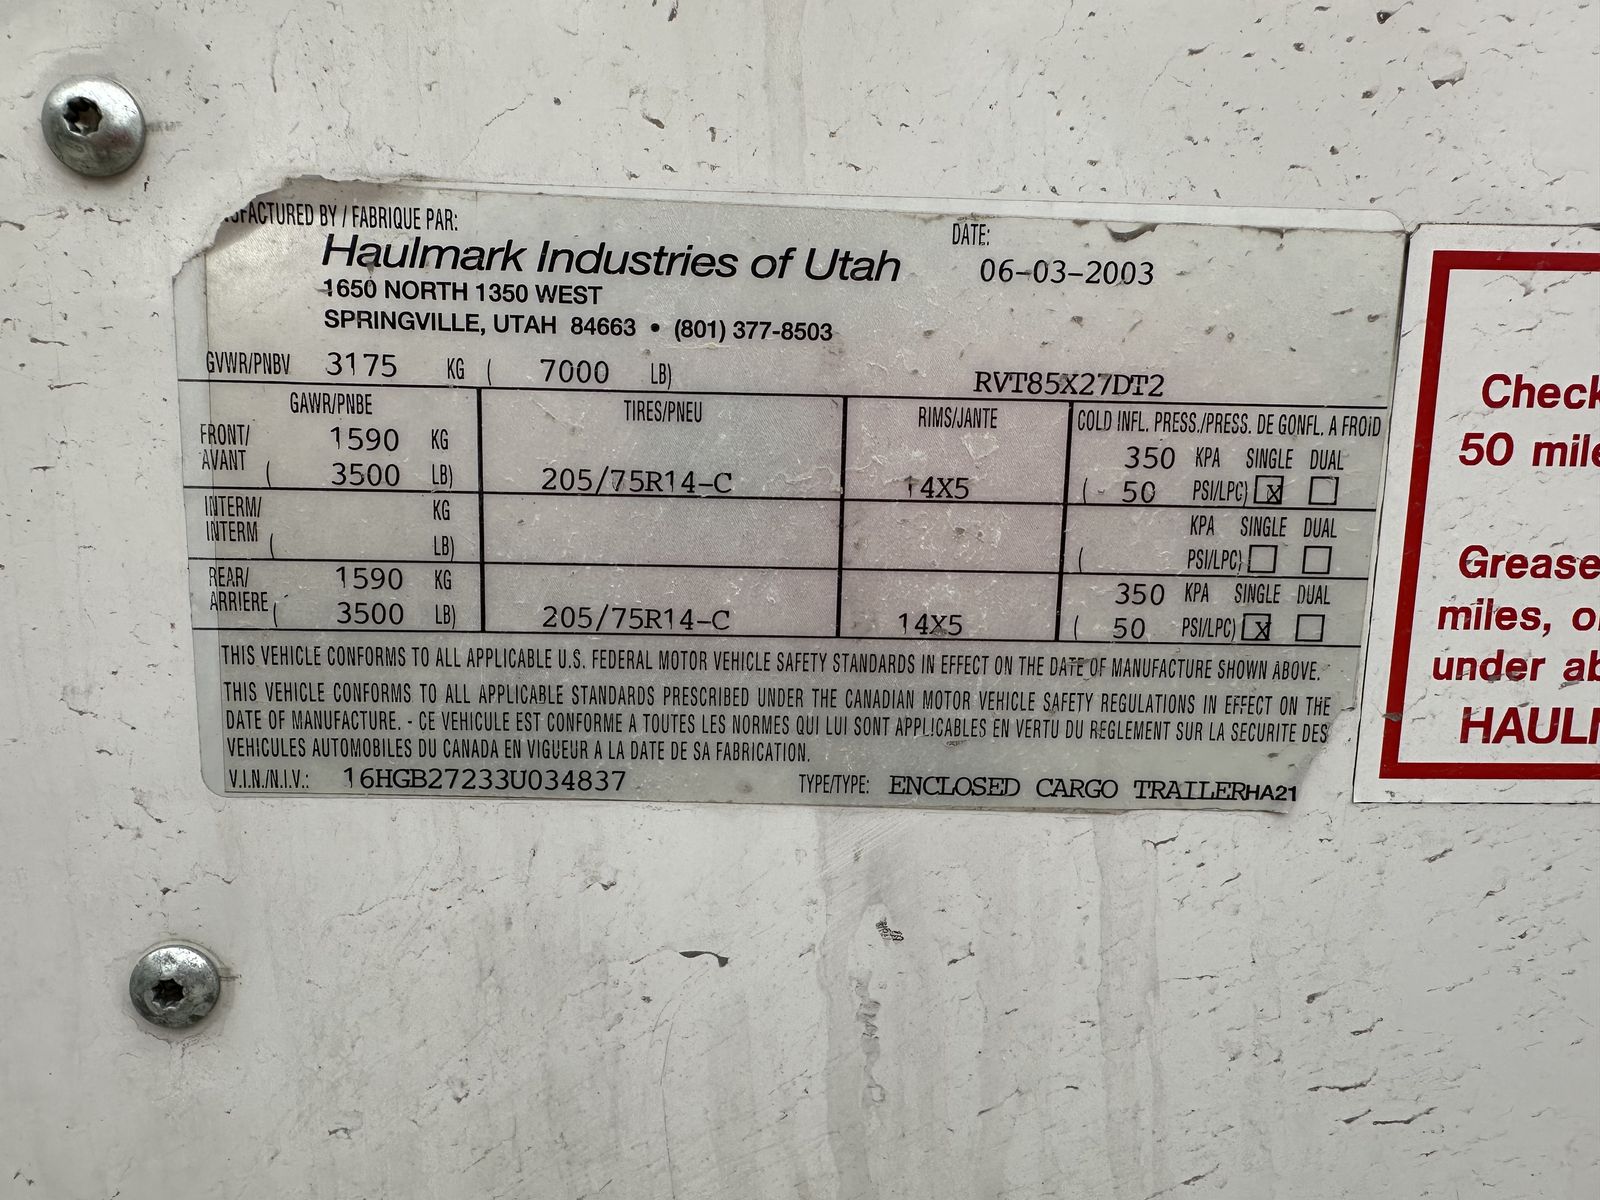 MANUFACTURED BY / FABRIQUE PAR:
Haulmark Industries of Utah
1650 NORTH 1350 WEST
SPRINGVILLE, UTAH 84663 • (801) 377-8503
DATE:
06-03-2003
GVWR/PNBV 3175 KG ( 7000 LB)
RVT85X27DT2
GAWR/PNBE TIRES/PNEU RIMS/JANTE COLD INFL. PRESS./PRESS. DE GONFL. A FROID
FRONT/ 1590 KG 350 KPA SINGLE DUAL
AVANT ( 3500 LB) 205/75R14-C 14X5 ( 50 PSI/LPC) X
INTERM/ KG KPA SINGLE DUAL
INTERM ( LB) ( PSI/LPC)
REAR/ 1590 KG 350 KPA SINGLE DUAL
ARRIERE ( 3500 LB) 205/75R14-C 14X5 ( 50 PSI/LPC) X
THIS VEHICLE CONFORMS TO ALL APPLICABLE U.S. FEDERAL MOTOR VEHICLE SAFETY STANDARDS IN EFFECT ON THE DATE OF MANUFACTURE SHOWN ABOVE.
THIS VEHICLE CONFORMS TO ALL APPLICABLE STANDARDS PRESCRIBED UNDER THE CANADIAN MOTOR VEHICLE SAFETY REGULATIONS IN EFFECT ON THE
DATE OF MANUFACTURE. - CE VEHICULE EST CONFORME A TOUTES LES NORMES QUI LUI SONT APPLICABLES EN VERTU DU REGLEMENT SUR LA SECURITE DES
VEHICULES AUTOMOBILES DU CANADA EN VIGUEUR A LA DATE DE SA FABRICATION.
V.I.N./N.I.V.: 16HGB27233U034837 TYPE/TYPE: ENCLOSED CARGO TRAILERHA21
Check
50 mile
Grease
miles, o
under ab
HAUL